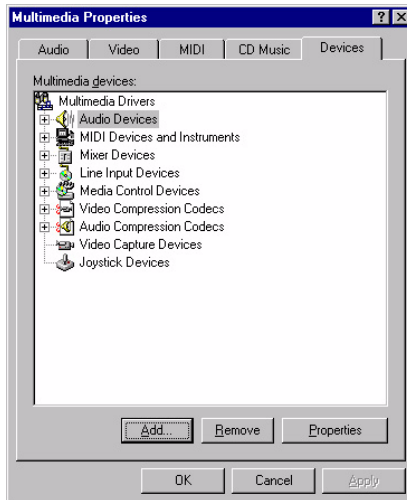 Multimedia Properties
Audio Video MIDI CD Music Devices
Multimedia devices:
Multimedia Drivers
Audio Devices
MIDI Devices and Instruments
Mixer Devices
Line Input Devices
Media Control Devices
Video Compression Codecs
Audio Compression Codecs
Video Capture Devices
Joystick Devices
Add... Remove Properties
OK Cancel Apply